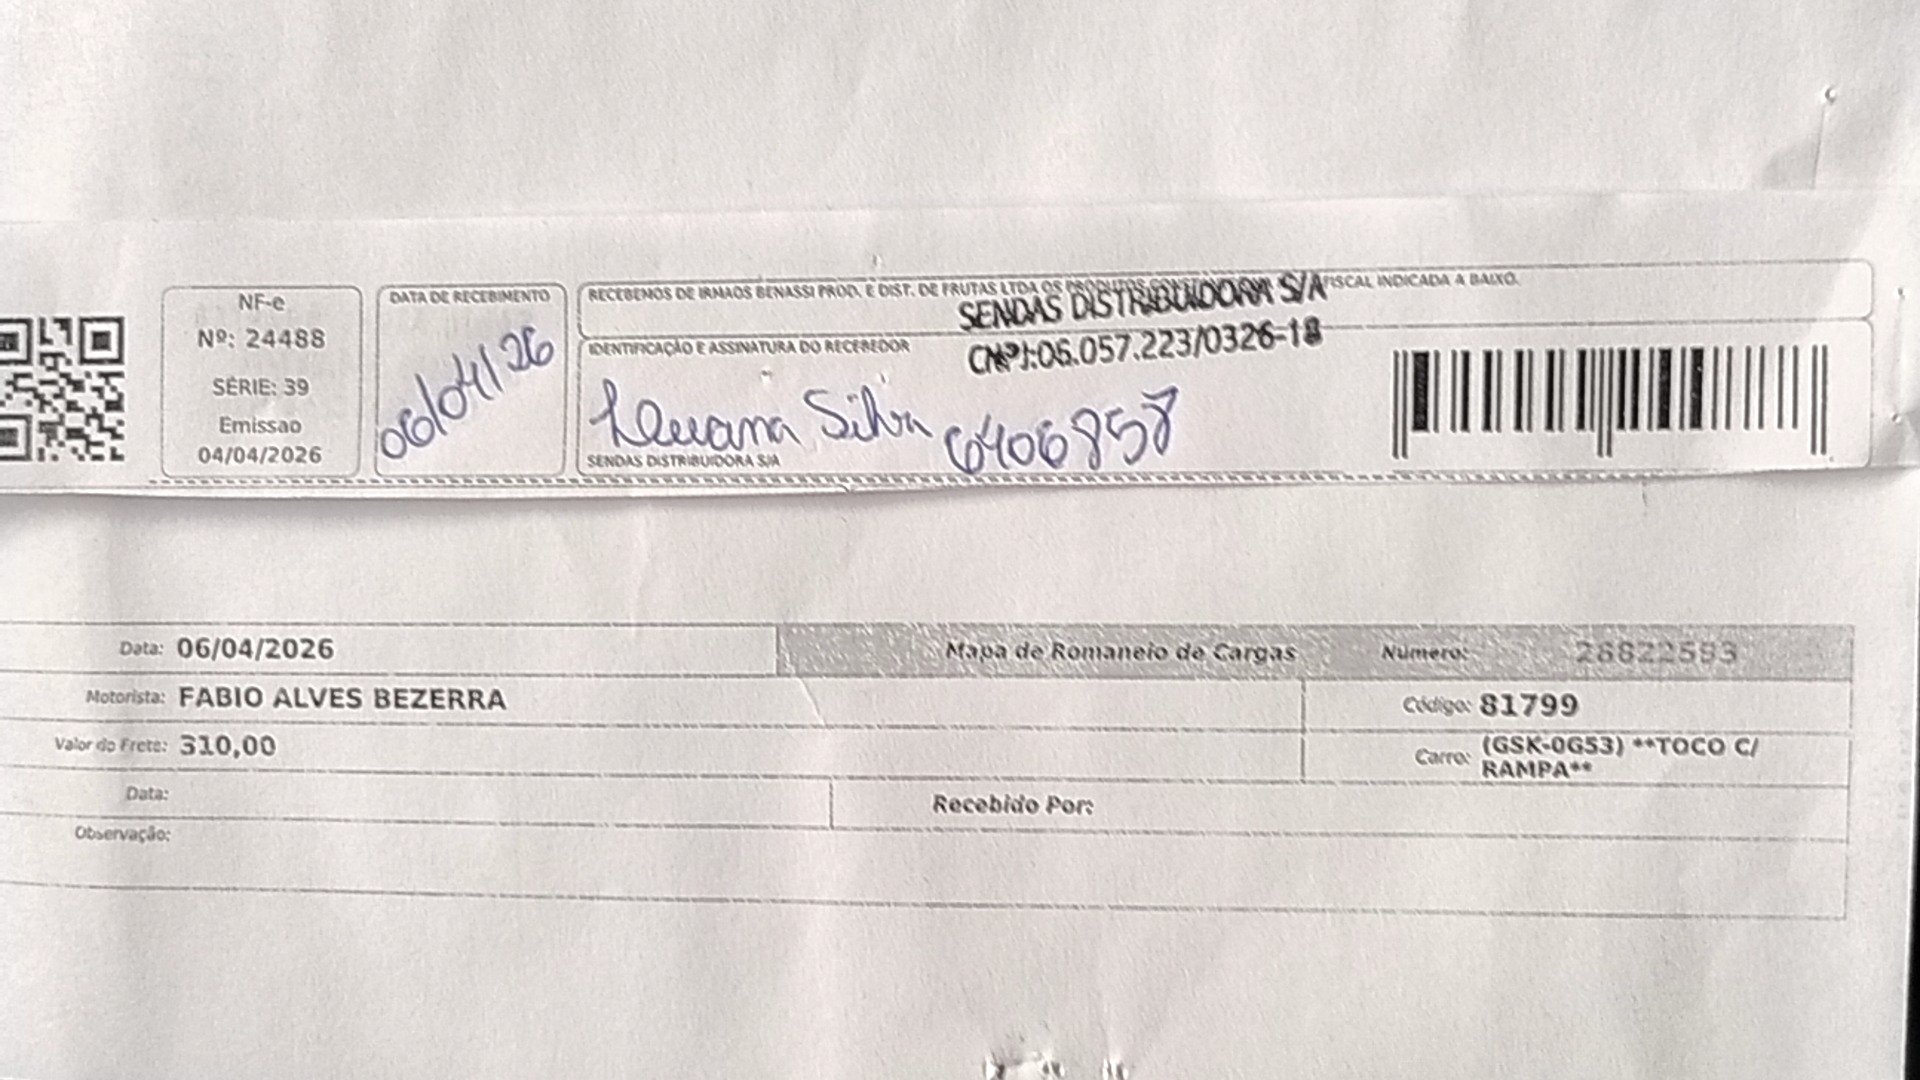 NF-e
Nº: 24488
SÉRIE: 39
Emissao
04/04/2026
DATA DE RECEBIMENTO
06/04/26
RECEBEMOS DE IRMAOS BENASSI PROD. E DIST. DE FRUTAS LTDA OS PRODUTOS FISCAL INDICADA A BAIXO.
SENDAS DISTRIBUIDORA S/A
CNPJ:06.057.223/0326-18
IDENTIFICAÇÃO E ASSINATURA DO RECEBEDOR
Silva 6406858
SENDAS DISTRIBUIDORA S/A
Data: 06/04/2026
Mapa de Romaneio de Cargas
Número: 26822593
Motorista: FABIO ALVES BEZERRA
Código: 81799
Valor do Frete: 310,00
Carro: (GSK-0G53) **TOCO C/
RAMPA**
Data:
Recebido Por:
Observação: